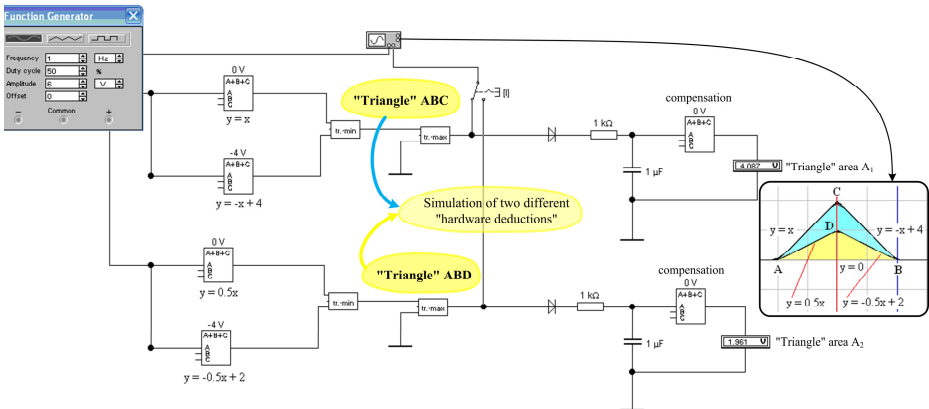 Function Generator
Frequency 1 Hz
Duty cycle 50 %
Amplitude 6 V
Offset 0
− Common +
0 V
A+B+C
A
B
C
y = x
-4 V
A+B+C
A
B
C
y = -x + 4
tr.-min
tr.-max
"Triangle" ABC
[I]
1 kΩ
1 µF
compensation
0 V
A+B+C
A
B
C
4.087 V
"Triangle" area A1
Simulation of two different
"hardware deductions"
"Triangle" ABD
0 V
A+B+C
A
B
C
y = 0.5x
-4 V
A+B+C
A
B
C
y = -0.5x + 2
tr.-min
tr.-max
1 kΩ
1 µF
compensation
0 V
A+B+C
A
B
C
1.961 V
"Triangle" area A2
C
D
y = x
y = -x + 4
A
y = 0
B
y = 0.5x
y = -0.5x + 2